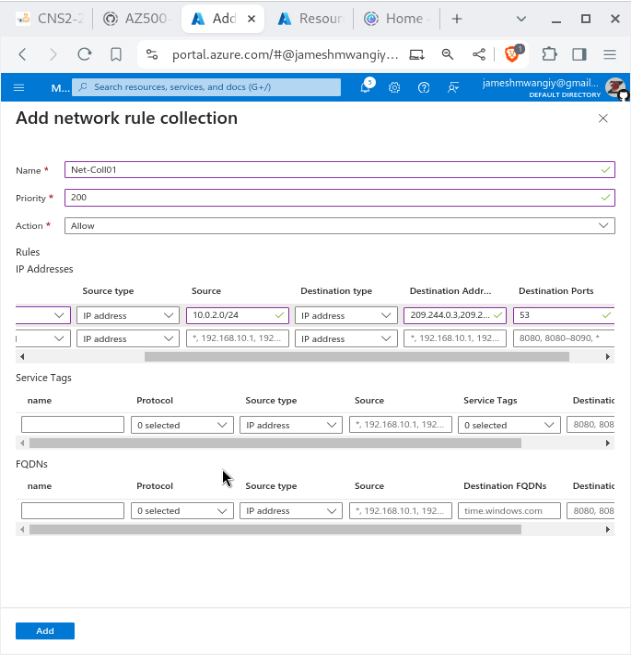 CNS2-2 AZ500- Add Resour Home -
portal.azure.com/#@jameshmwangiy...
M... Search resources, services, and docs (G+/) 5 jameshmwangiy@gmail...
DEFAULT DIRECTORY
Add network rule collection
Name * Net-Coll01
Priority * 200
Action * Allow
Rules
IP Addresses
Source type Source Destination type Destination Addr... Destination Ports
IP address 10.0.2.0/24 IP address 209.244.0.3,209.2... 53
IP address *, 192.168.10.1, 192... IP address *, 192.168.10.1, 192... 8080, 8080-8090, *
Service Tags
name Protocol Source type Source Service Tags Destinatic
0 selected IP address *, 192.168.10.1, 192... 0 selected 8080, 808
FQDNs
name Protocol Source type Source Destination FQDNs Destinatic
0 selected IP address *, 192.168.10.1, 192... time.windows.com 8080, 808
Add